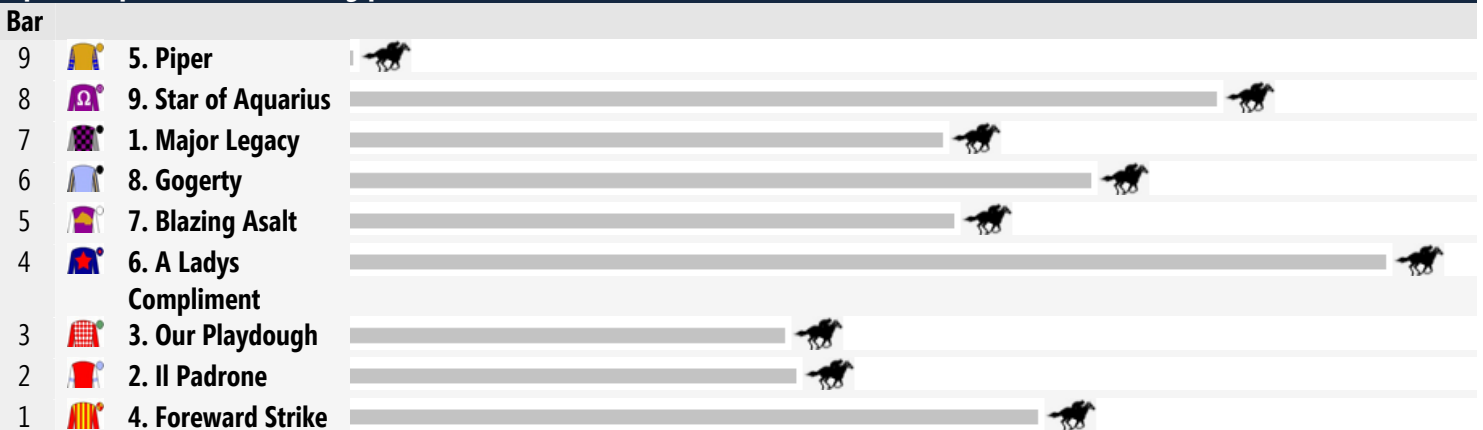 Bar
9 5. Piper
8 Ω 9. Star of Aquarius
7 1. Major Legacy
6 8. Gogerty
5 7. Blazing Asalt
4 6. A Ladys
Compliment
3 3. Our Playdough
2 2. Il Padrone
1 4. Foreward Strike